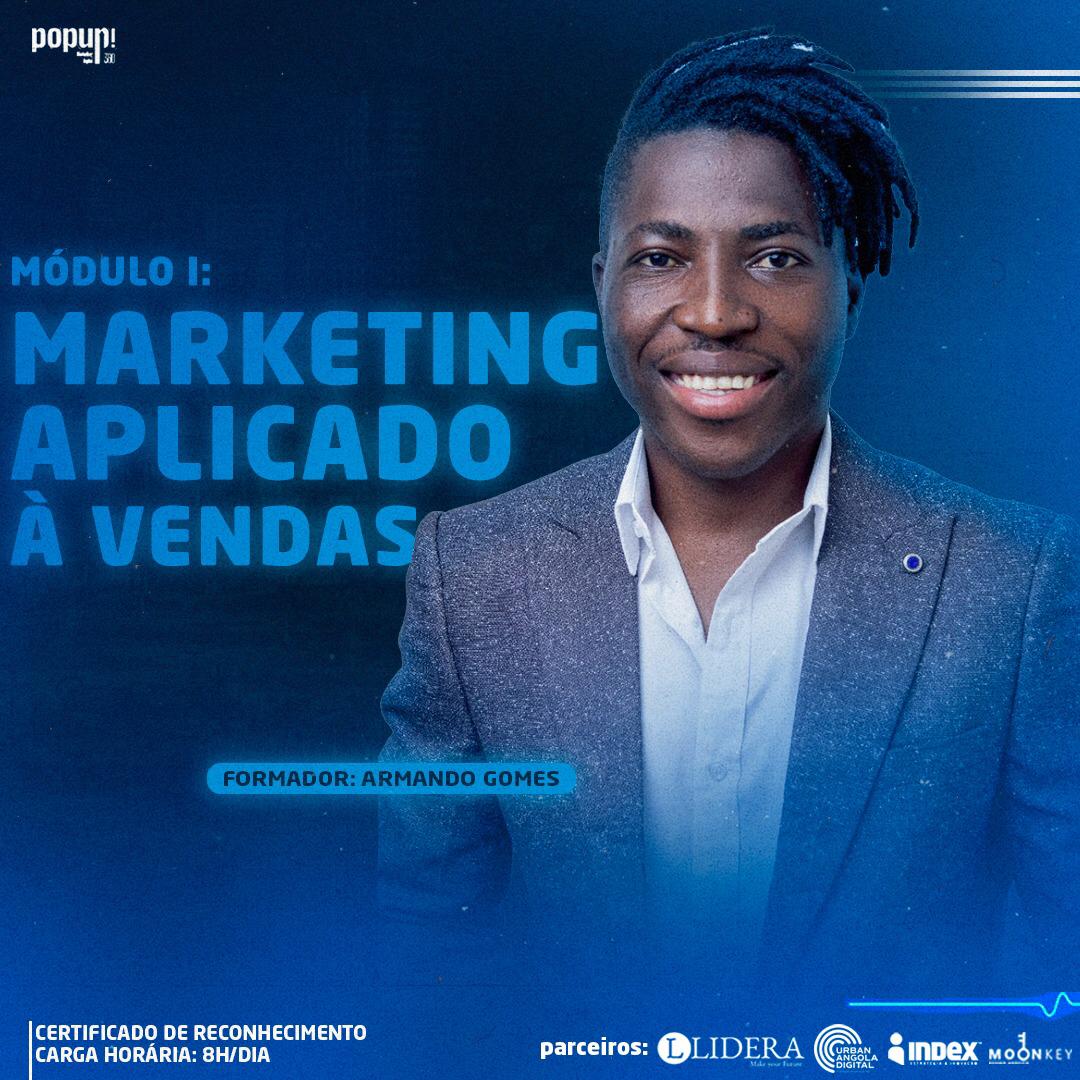 popup!
360
MÓDULO I:
MARKETING
APLICADO
À VENDAS
FORMADOR: ARMANDO GOMES
CERTIFICADO DE RECONHECIMENTO
CARGA HORÁRIA: 8H/DIA
parceiros:
L LIDERA
Make your Future
URBAN
ANGOLA
DIGITAL
index
MOONKEY